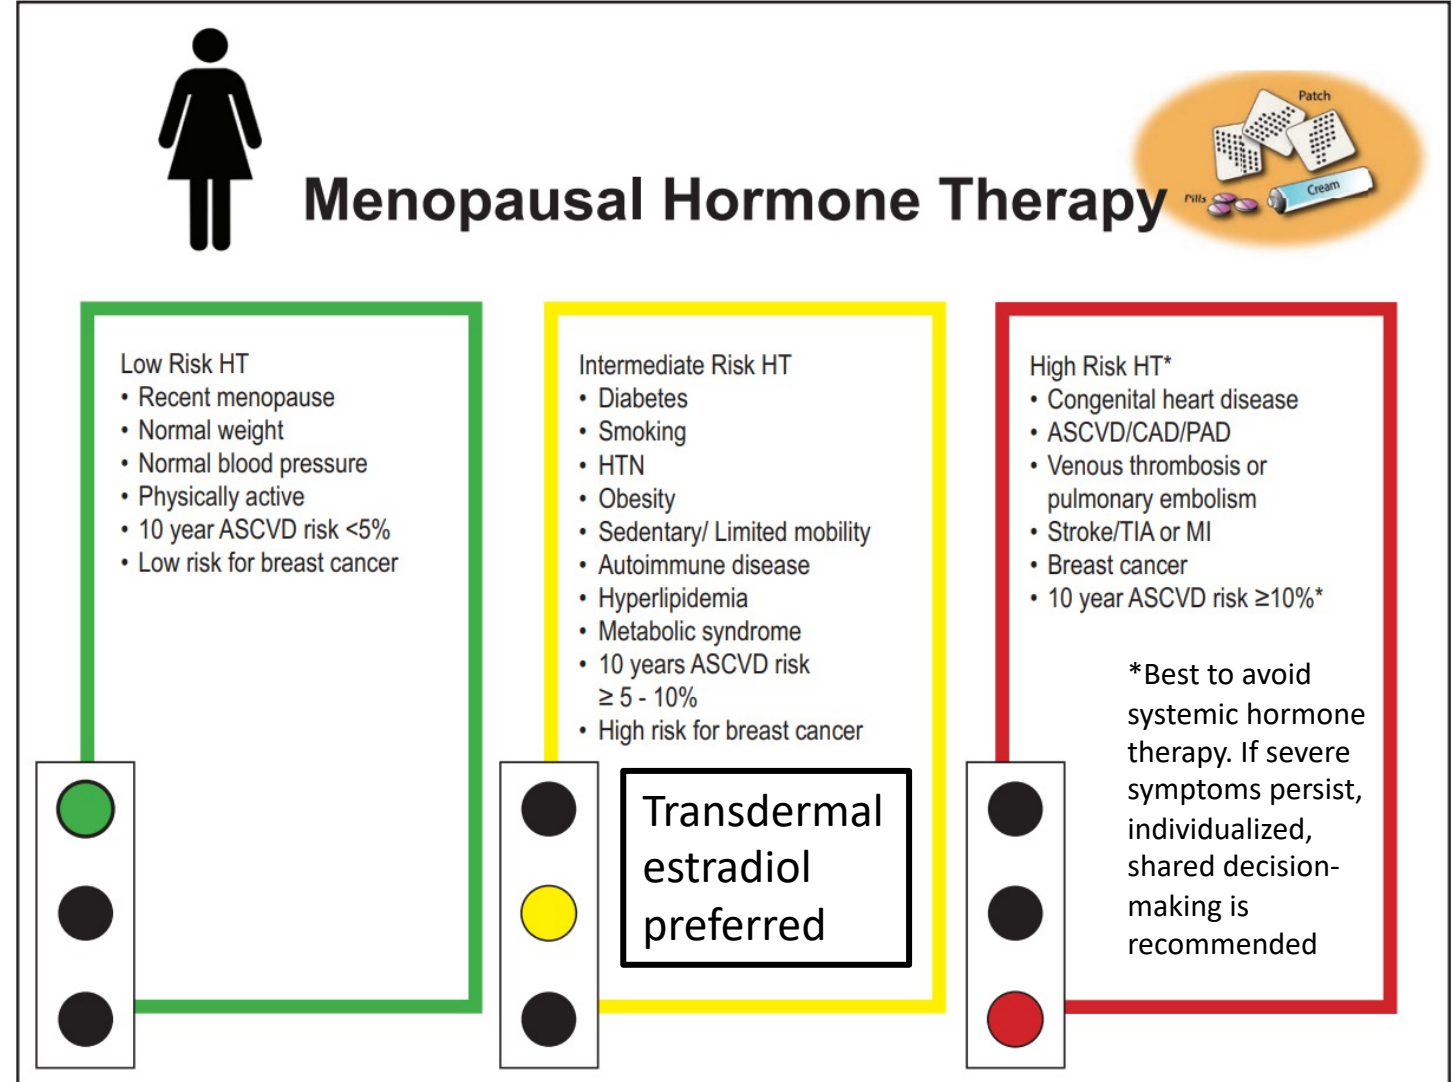 Patch
Cream
Pills
Menopausal Hormone Therapy
Low Risk HT
• Recent menopause
• Normal weight
• Normal blood pressure
• Physically active
• 10 year ASCVD risk <5%
• Low risk for breast cancer
Intermediate Risk HT
• Diabetes
• Smoking
• HTN
• Obesity
• Sedentary/ Limited mobility
• Autoimmune disease
• Hyperlipidemia
• Metabolic syndrome
• 10 years ASCVD risk
≥ 5 - 10%
• High risk for breast cancer
Transdermal
estradiol
preferred
High Risk HT*
• Congenital heart disease
• ASCVD/CAD/PAD
• Venous thrombosis or
pulmonary embolism
• Stroke/TIA or MI
• Breast cancer
• 10 year ASCVD risk ≥10%*
*Best to avoid
systemic hormone
therapy. If severe
symptoms persist,
individualized,
shared decision-
making is
recommended